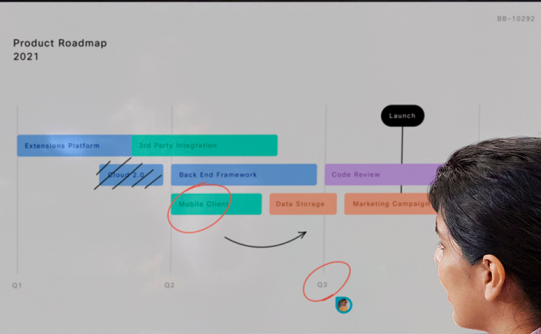 BB-10292
Product Roadmap
2021
Launch
Extensions Platform
3rd Party Integration
Cloud 2.0
Back End Framework
Code Review
Mobile Client
Data Storage
Marketing Campaign
Q1
Q2
Q3